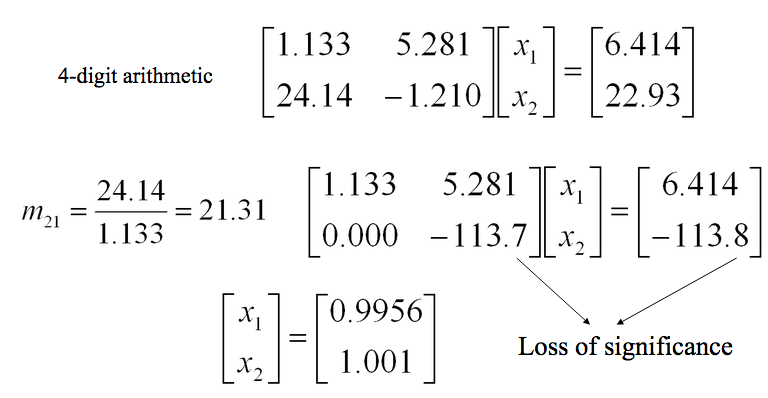 4-digit arithmetic [1.133 5.281; 24.14 −1.210] [x₁; x₂] = [6.414; 22.93]
m₂₁ = 24.14/1.133 = 21.31 [1.133 5.281; 0.000 −113.7] [x₁; x₂] = [6.414; −113.8]
[x₁; x₂] = [0.9956; 1.001]
Loss of significance